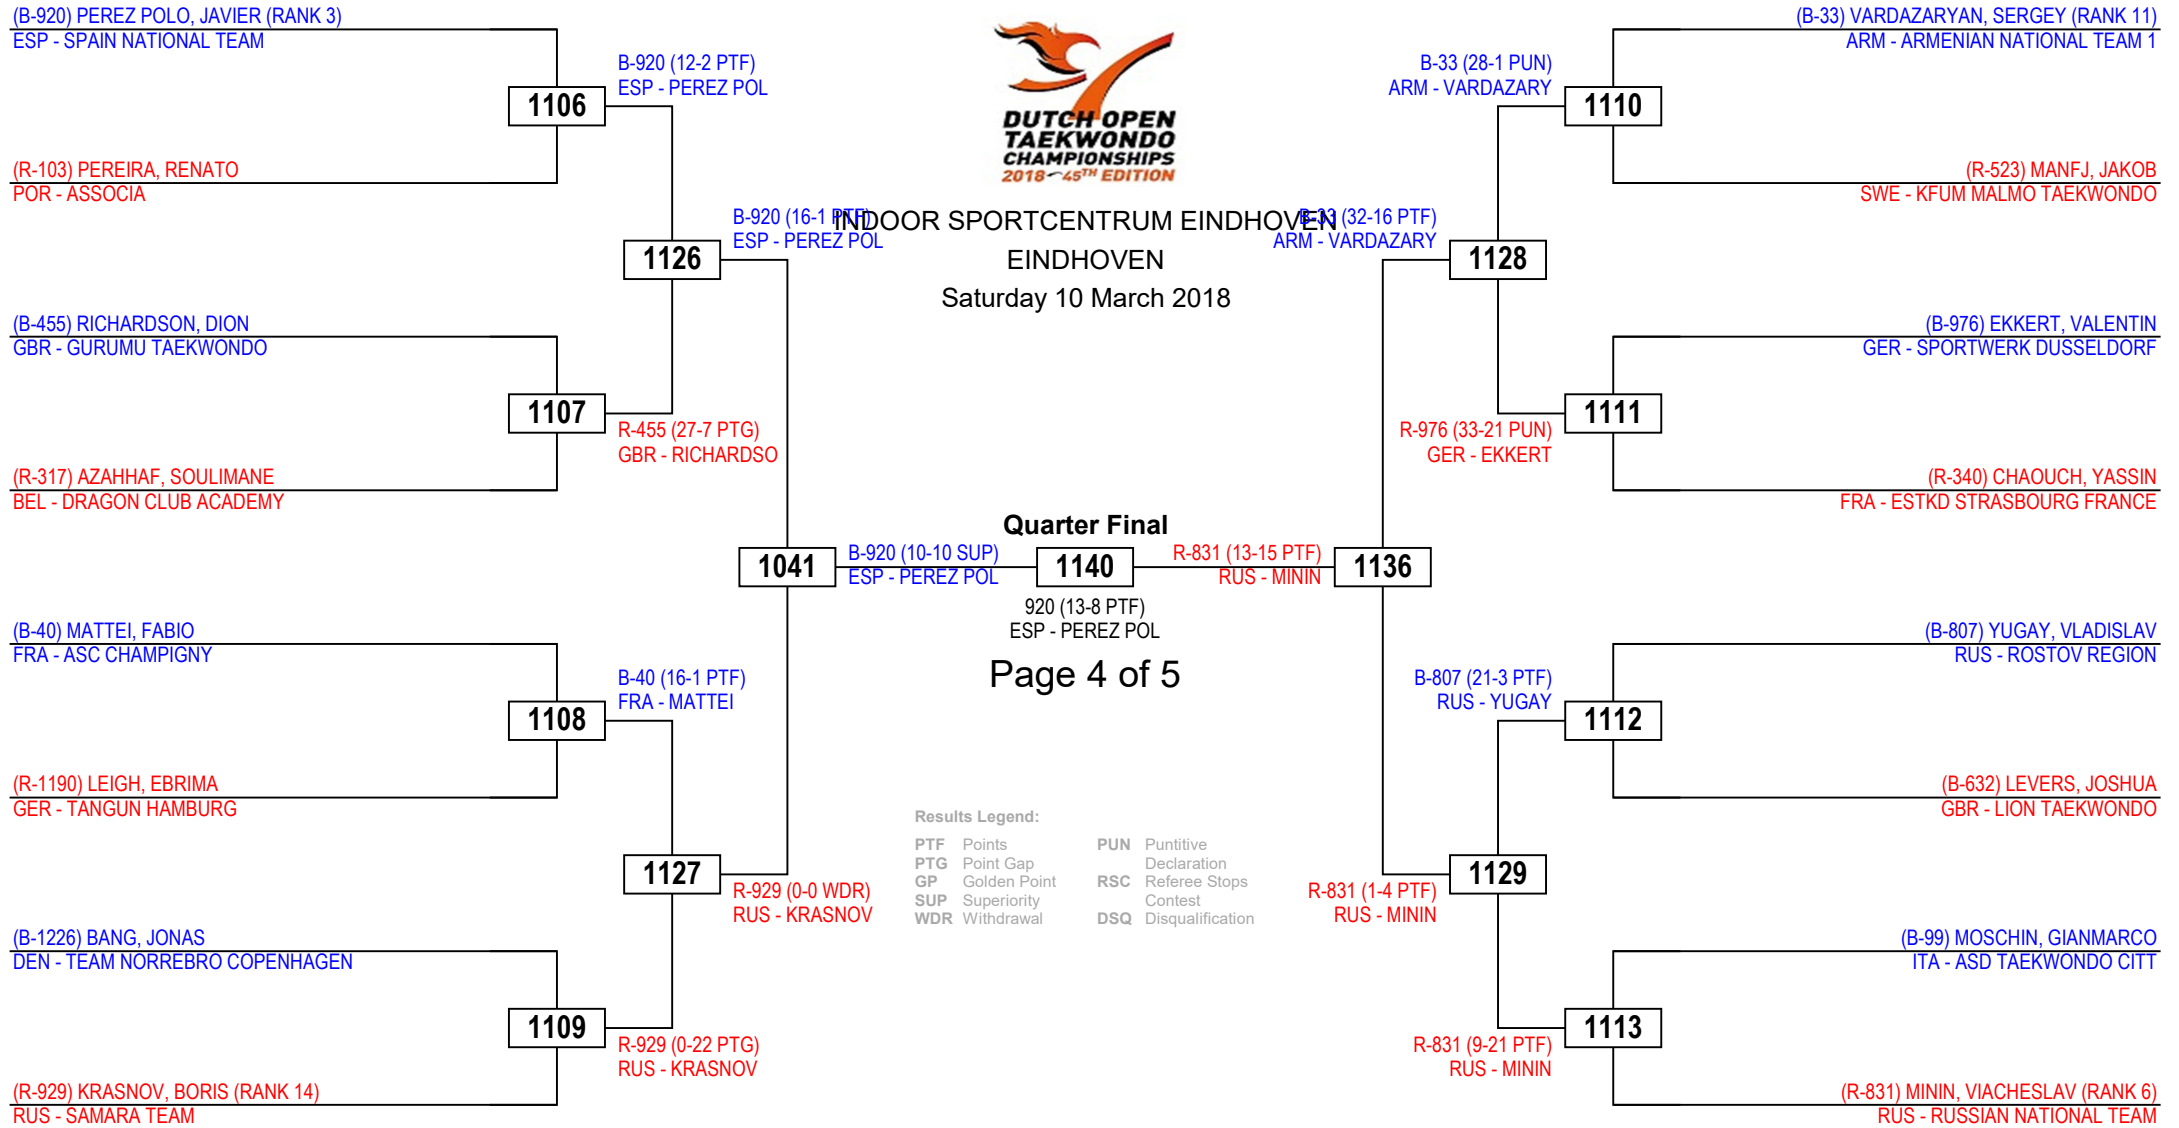 (B-920) PEREZ POLO, JAVIER (RANK 3)
ESP - SPAIN NATIONAL TEAM
B-920 (12-2 PTF)
ESP - PEREZ POL
1106
(R-103) PEREIRA, RENATO
POR - ASSOCIA
B-920 (16-1 PTF)
ESP - PEREZ POL
1126
(B-455) RICHARDSON, DION
GBR - GURUMU TAEKWONDO
1107
R-455 (27-7 PTG)
GBR - RICHARDSO
(R-317) AZAHHAF, SOULIMANE
BEL - DRAGON CLUB ACADEMY
1041
B-920 (10-10 SUP)
ESP - PEREZ POL
(B-40) MATTEI, FABIO
FRA - ASC CHAMPIGNY
B-40 (16-1 PTF)
FRA - MATTEI
1108
(R-1190) LEIGH, EBRIMA
GER - TANGUN HAMBURG
1127
R-929 (0-0 WDR)
RUS - KRASNOV
(B-1226) BANG, JONAS
DEN - TEAM NORREBRO COPENHAGEN
1109
R-929 (0-22 PTG)
RUS - KRASNOV
(R-929) KRASNOV, BORIS (RANK 14)
RUS - SAMARA TEAM
DUTCH OPEN
TAEKWONDO
CHAMPIONSHIPS
2018 - 45TH EDITION
INDOOR SPORTCENTRUM EINDHOVEN
EINDHOVEN
Saturday 10 March 2018
Quarter Final
1140
920 (13-8 PTF)
ESP - PEREZ POL
Page 4 of 5
Results Legend:
PTF Points
PTG Point Gap
GP Golden Point
SUP Superiority
WDR Withdrawal
PUN Puntitive
Declaration
RSC Referee Stops
Contest
DSQ Disqualification
(B-33) VARDAZARYAN, SERGEY (RANK 11)
ARM - ARMENIAN NATIONAL TEAM 1
B-33 (28-1 PUN)
ARM - VARDAZARY
1110
(R-523) MANFJ, JAKOB
SWE - KFUM MALMO TAEKWONDO
B-33 (32-16 PTF)
ARM - VARDAZARY
1128
(B-976) EKKERT, VALENTIN
GER - SPORTWERK DUSSELDORF
1111
R-976 (33-21 PUN)
GER - EKKERT
(R-340) CHAOUCH, YASSIN
FRA - ESTKD STRASBOURG FRANCE
R-831 (13-15 PTF)
RUS - MININ
1136
(B-807) YUGAY, VLADISLAV
RUS - ROSTOV REGION
B-807 (21-3 PTF)
RUS - YUGAY
1112
(B-632) LEVERS, JOSHUA
GBR - LION TAEKWONDO
1129
R-831 (1-4 PTF)
RUS - MININ
(B-99) MOSCHIN, GIANMARCO
ITA - ASD TAEKWONDO CITT
1113
R-831 (9-21 PTF)
RUS - MININ
(R-831) MININ, VIACHESLAV (RANK 6)
RUS - RUSSIAN NATIONAL TEAM